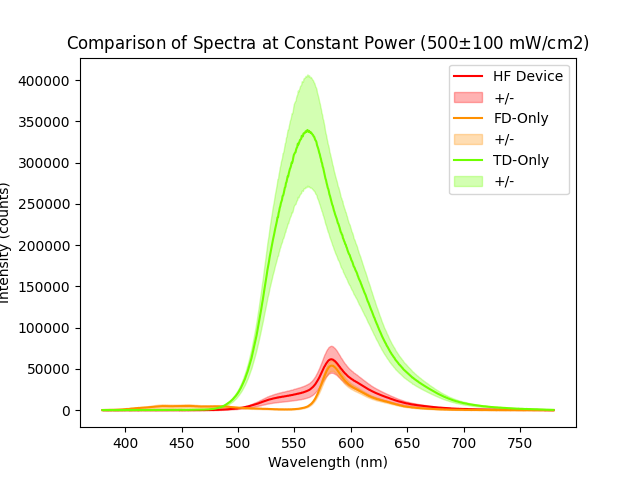 Comparison of Spectra at Constant Power (500±100 mW/cm2)
HF Device
+/-
FD-Only
+/-
TD-Only
+/-
400000
350000
300000
250000
200000
150000
100000
50000
0
Intensity (counts)
400 450 500 550 600 650 700 750
Wavelength (nm)